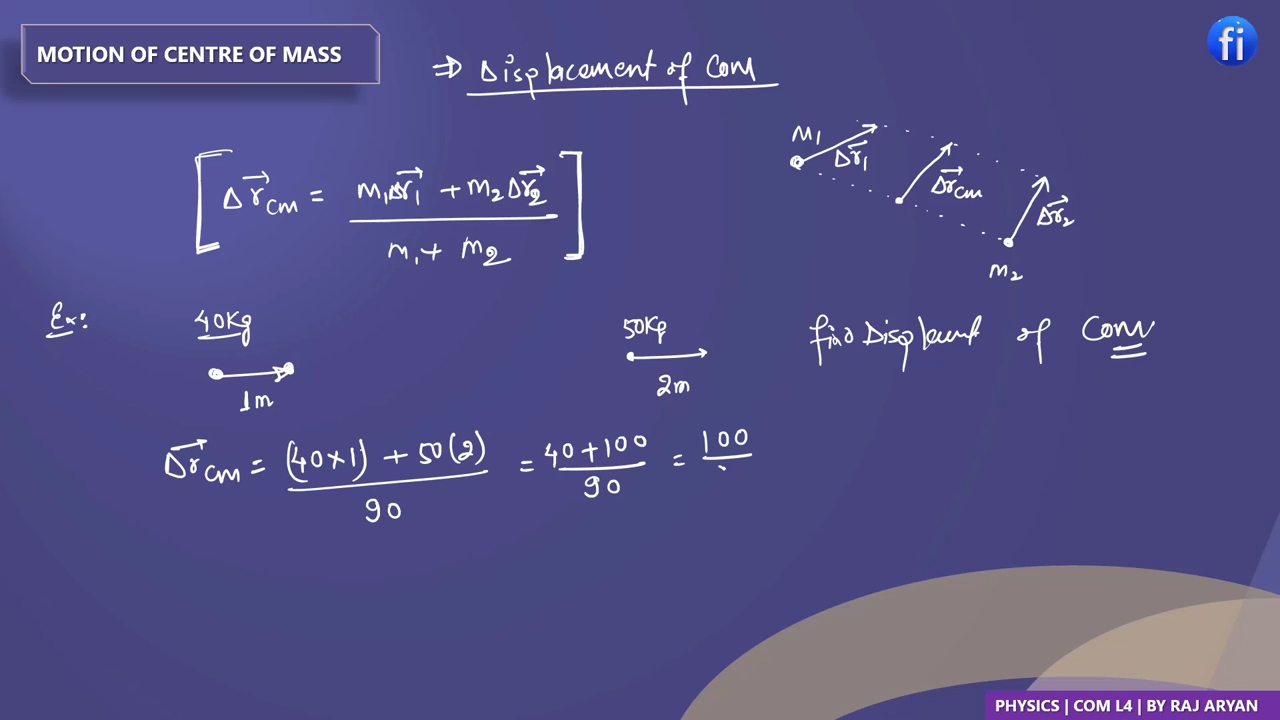 MOTION OF CENTRE OF MASS
fi
⇒ Displacement of Com
[Δr⃗cm = (m₁Δr⃗₁ + m₂Δr⃗₂) / (m₁ + m₂)]
M₁
Δr⃗₁
Δr⃗cm
Δr⃗₂
M₂
Ex:
40Kg
1m
50Kg
2m
find Displacement of Com
Δr⃗cm = ((40×1) + 50(2)) / 90 = (40+100) / 90 = 100
PHYSICS | COM L4 | BY RAJ ARYAN